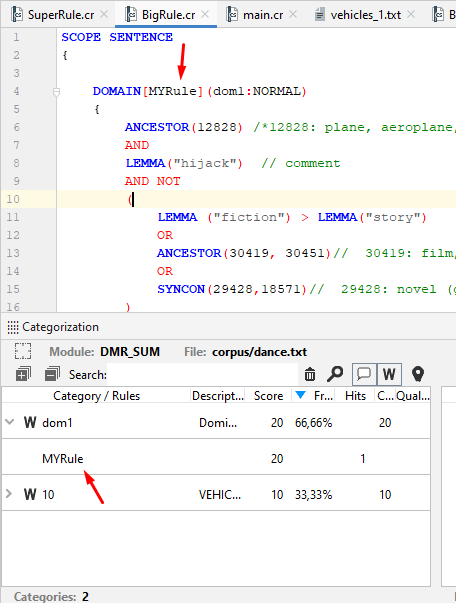 SuperRule.cr BigRule.cr main.cr vehicles_1.txt B
1 SCOPE SENTENCE
2 {
3
4 DOMAIN[MYRule](dom1:NORMAL)
5 {
6 ANCESTOR(12828) /*12828: plane, aeroplane,
7 AND
8 LEMMA("hijack") // comment
9 AND NOT
10 (
11 LEMMA ("fiction") > LEMMA("story")
12 OR
13 ANCESTOR(30419, 30451)// 30419: film,
14 OR
15 SYNCON(29428,18571)// 29428: novel (
16 )
Categorization
Module: DMR_SUM File: corpus/dance.txt
Search: W
Category / Rules Descript... Score Fr... Hits C... Qual...
W dom1 Domi... 20 66,66% 20
MYRule 20 1
W 10 VEHIC... 10 33,33% 10
Categories: 2